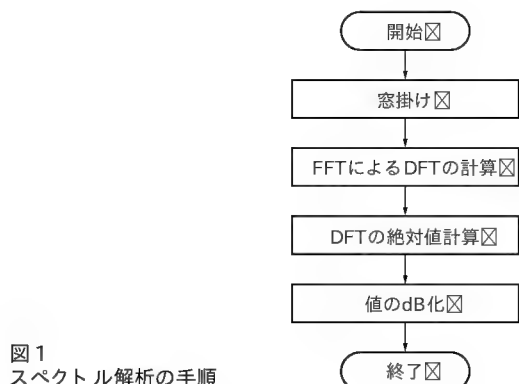 開始
窓掛け
FFTによるDFTの計算
DFTの絶対値計算
値のdB化
終了
図1
スペクトル解析の手順